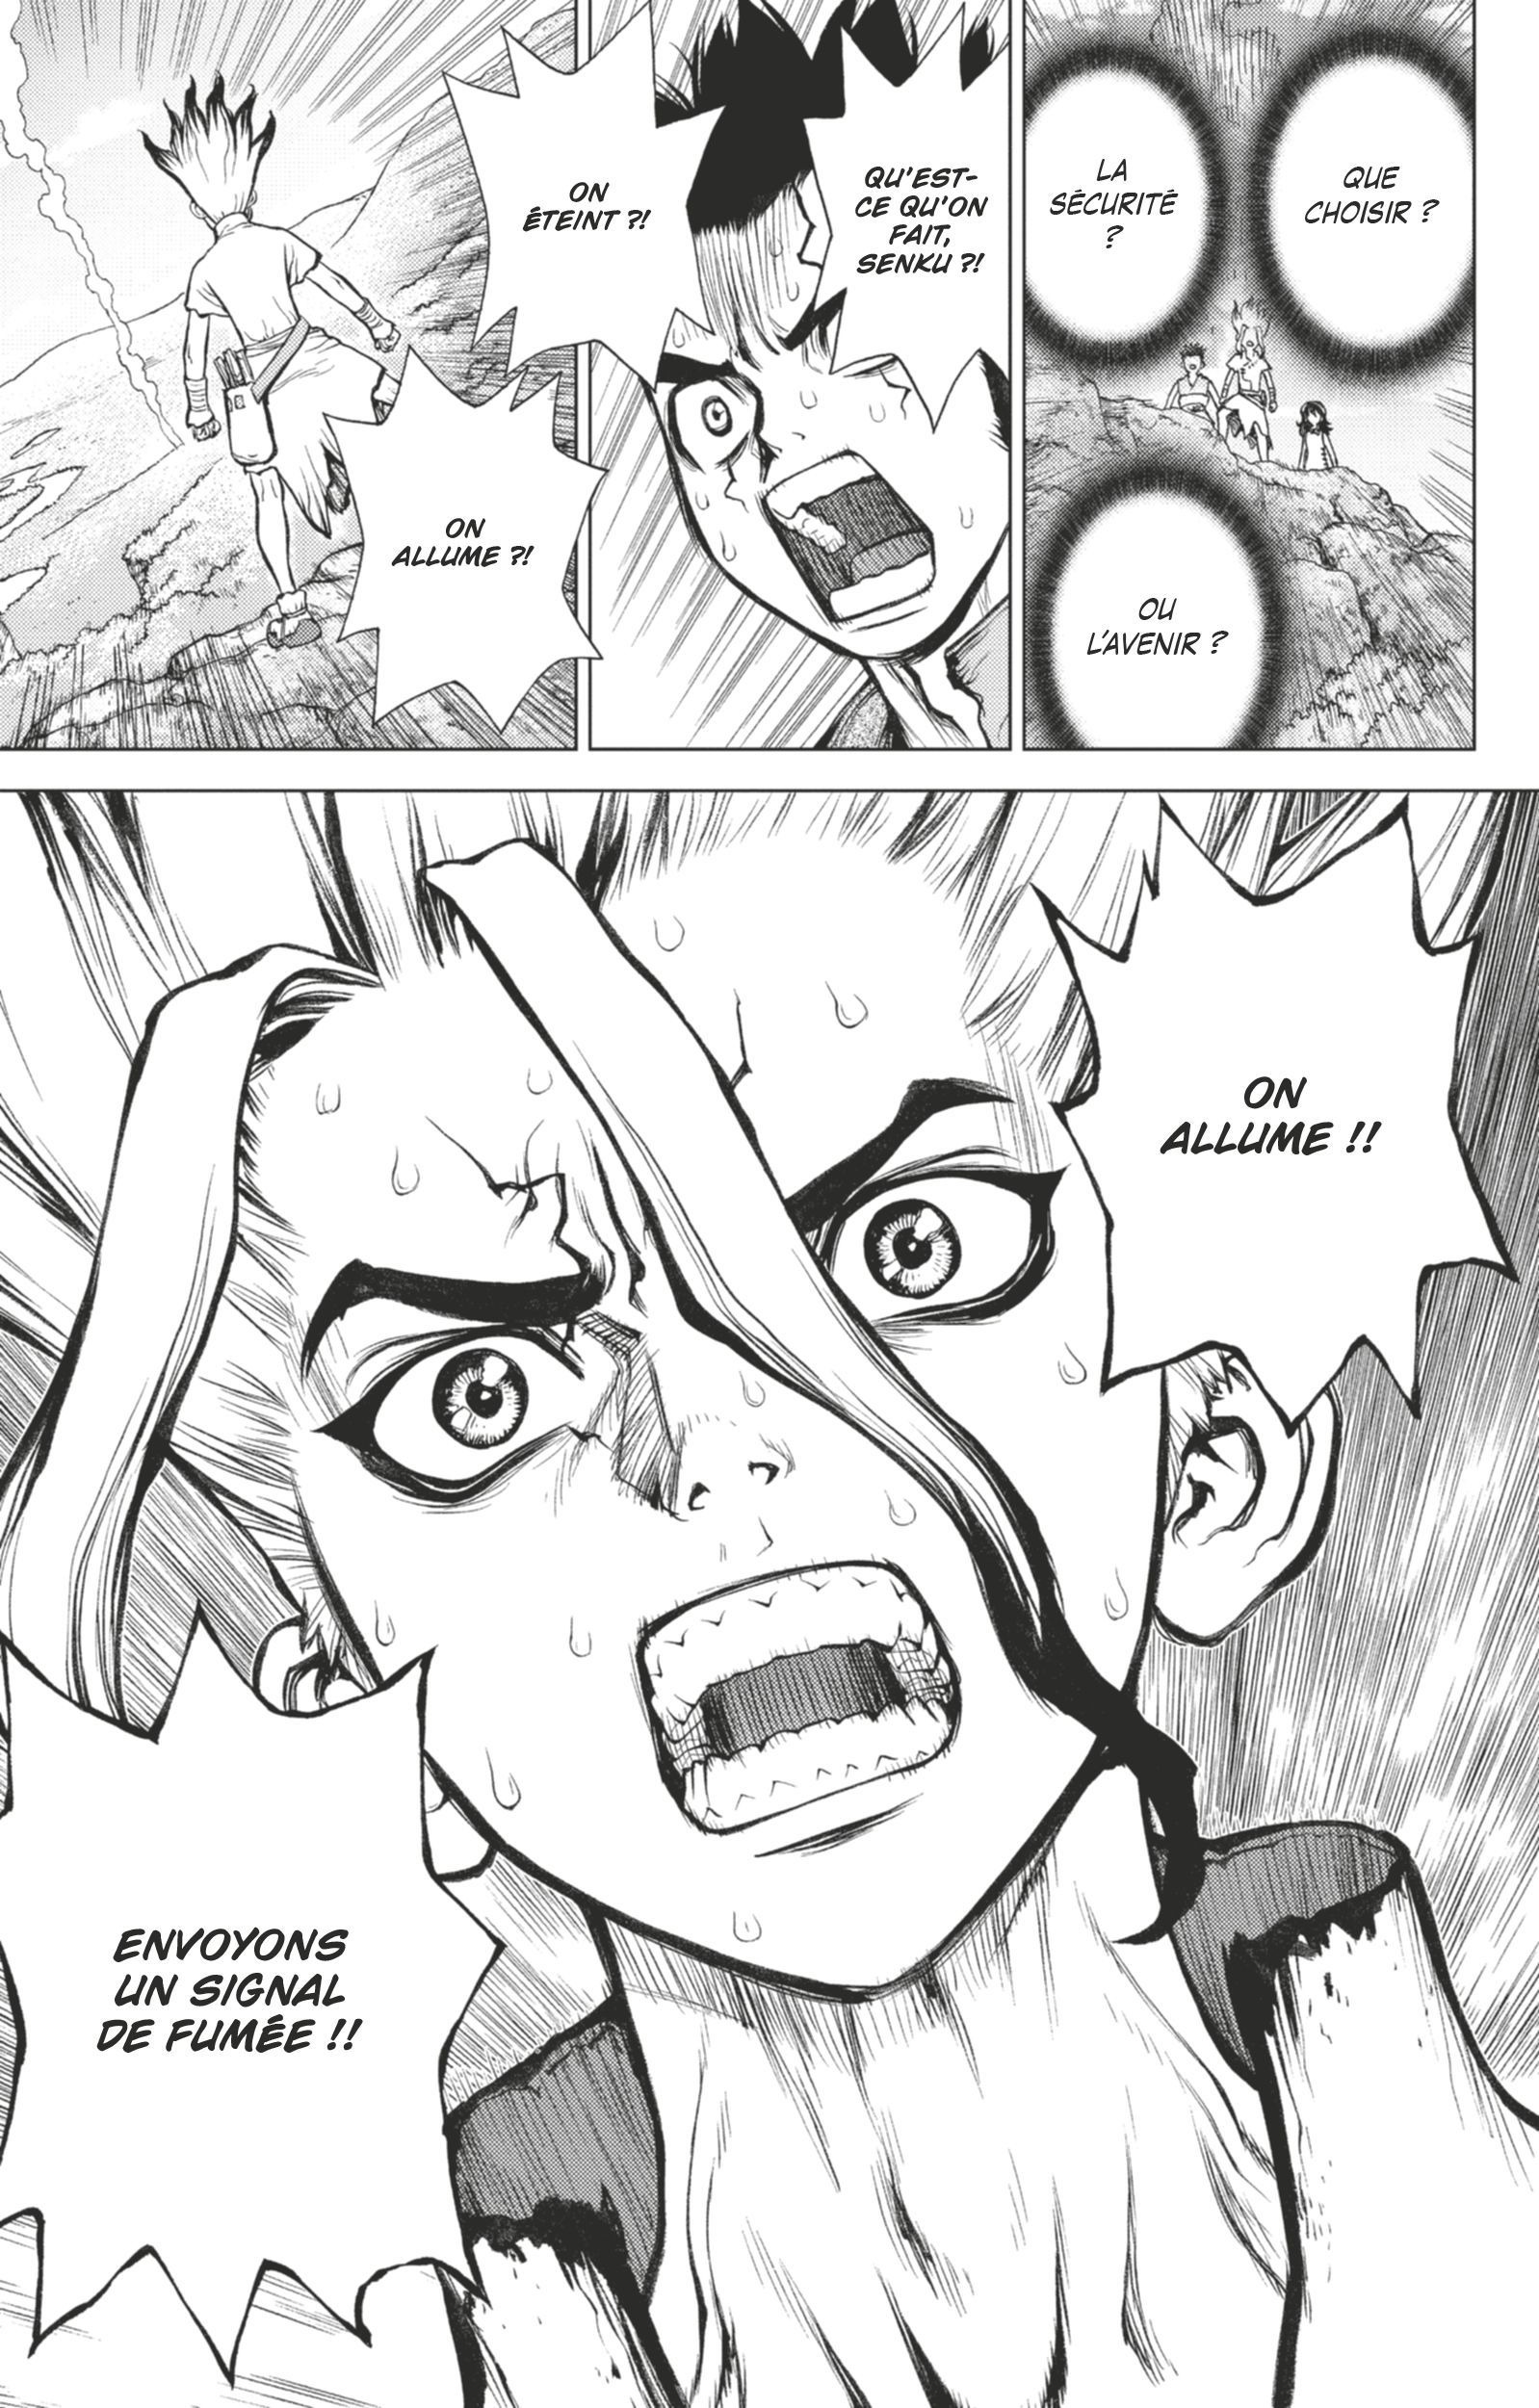 QUE
CHOISIR ?
LA
SÉCURITÉ
?
OU
L'AVENIR ?
QU'EST-
CE QU'ON
FAIT,
SENKU ?!
ON
ÉTEINT ?!
ON
ALLUME ?!
ON
ALLUME !!
ENVOYONS
UN SIGNAL
DE FUMÉE !!